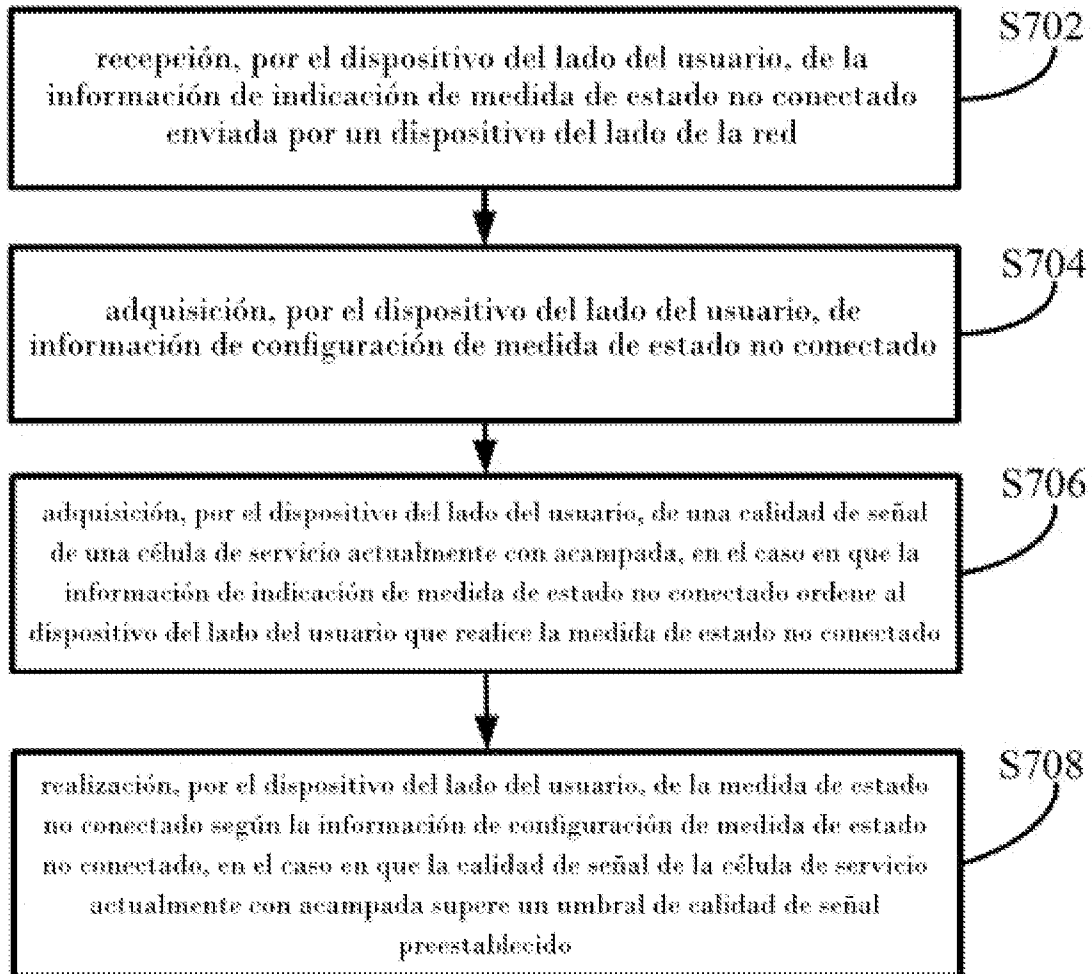 S702
recepción, por el dispositivo del lado del usuario, de la
información de indicación de medida de estado no conectado
enviada por un dispositivo del lado de la red
S704
adquisición, por el dispositivo del lado del usuario, de
información de configuración de medida de estado no conectado
S706
adquisición, por el dispositivo del lado del usuario, de una calidad de señal
de una célula de servicio actualmente con acampada, en el caso en que la
información de indicación de medida de estado no conectado ordene al
dispositivo del lado del usuario que realice la medida de estado no conectado
S708
realización, por el dispositivo del lado del usuario, de la medida de estado
no conectado según la información de configuración de medida de estado
no conectado, en el caso en que la calidad de señal de la célula de servicio
actualmente con acampada supere un umbral de calidad de señal
preestablecido